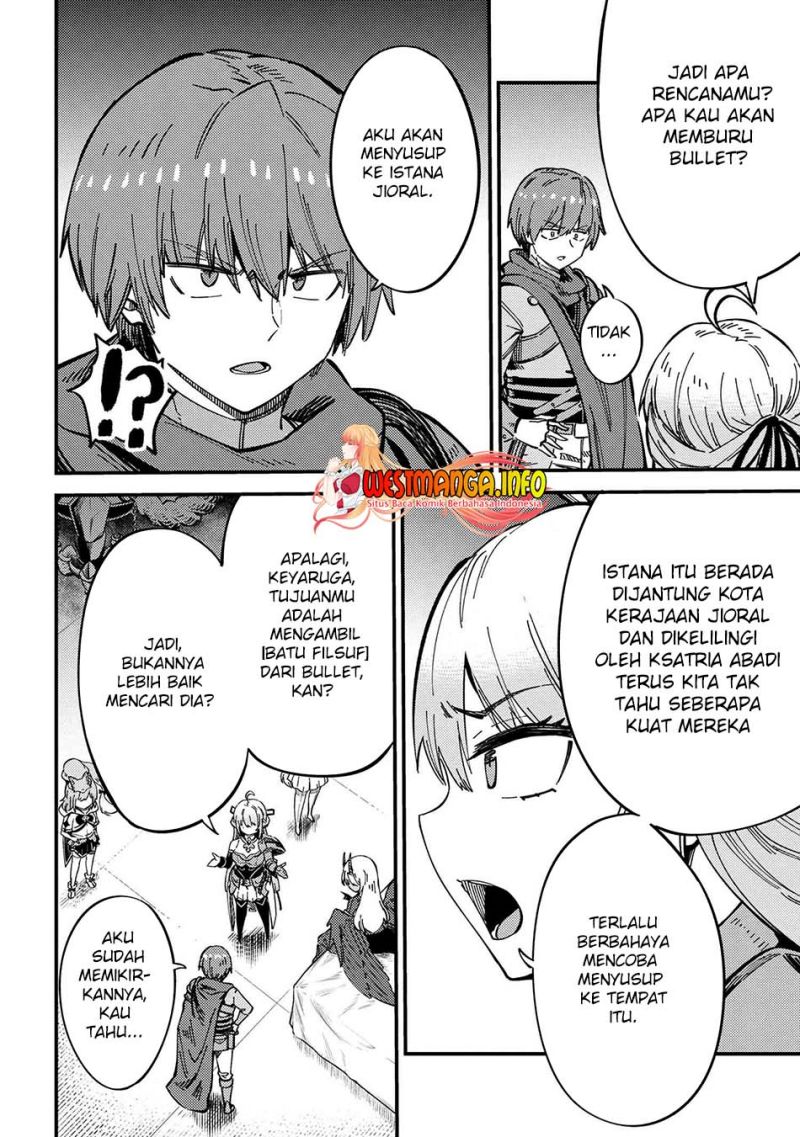 JADI APA
RENCANAMU?
APA KAU AKAN
MEMBURU
BULLET?
TIDAK
...
AKU AKAN
MENYUSUP
KE ISTANA
JIORAL.
!?
WESTMANGA.INFO
Situs Baca Komik Berbahasa Indonesia
ISTANA ITU BERADA
DIJANTUNG KOTA
KERAJAAN JIORAL
DAN DIKELILINGI
OLEH KSATRIA ABADI
TERUS KITA TAK
TAHU SEBERAPA
KUAT MEREKA
TERLALU
BERBAHAYA
MENCOBA
MENYUSUP
KE TEMPAT
ITU.
APALAGI,
KEYARUGA,
TUJUANMU
ADALAH
MENGAMBIL
[BATU FILSUF]
DARI BULLET,
KAN?
JADI,
BUKANNYA
LEBIH BAIK
MENCARI DIA?
AKU
SUDAH
MEMIKIR-
KANNYA,
KAU
TAHU...